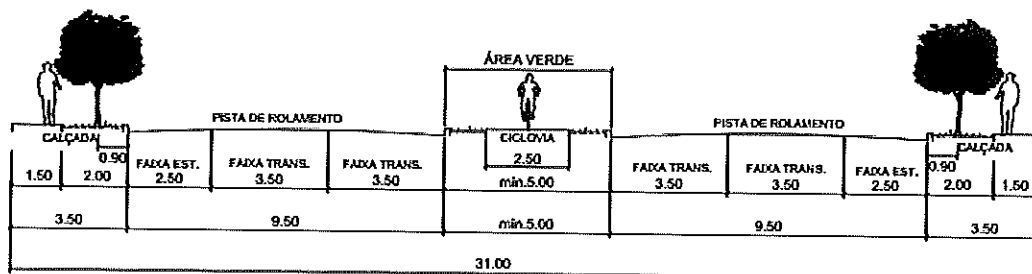 ÁREA VERDE
PISTA DE ROLAMENTO
PISTA DE ROLAMENTO
CALÇADA
CICLOVIA
CALÇADA
0.90
2.50
0.90
FAIXA EST.
FAIXA TRANS.
FAIXA TRANS.
FAIXA TRANS.
FAIXA TRANS.
FAIXA EST.
1.50
2.00
2.50
3.50
3.50
min.5.00
3.50
3.50
2.50
2.00
1.50
3.50
9.50
min.5.00
9.50
3.50
31.00